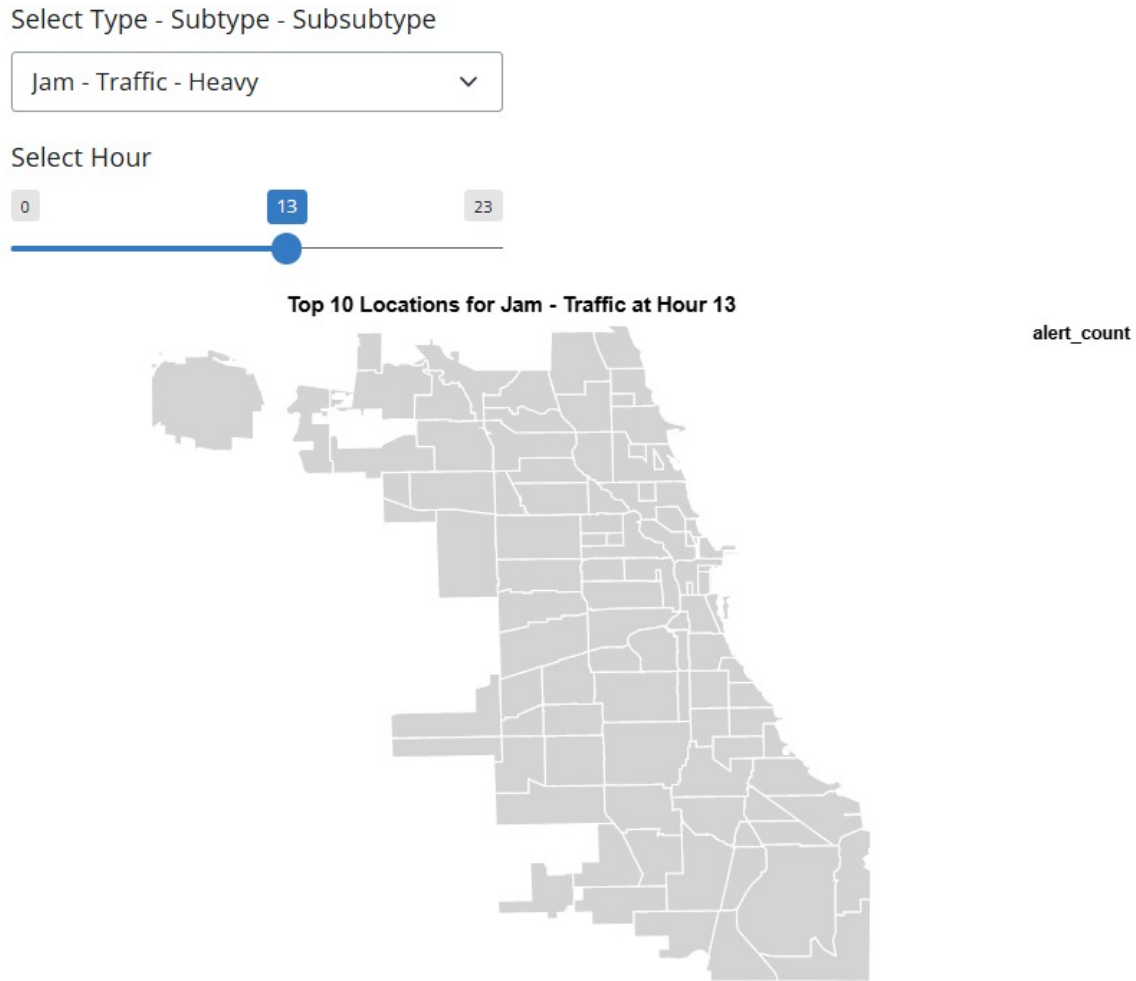 Select Type - Subtype - Subsubtype
Jam - Traffic - Heavy
Select Hour
0 13 23
Top 10 Locations for Jam - Traffic at Hour 13
alert_count